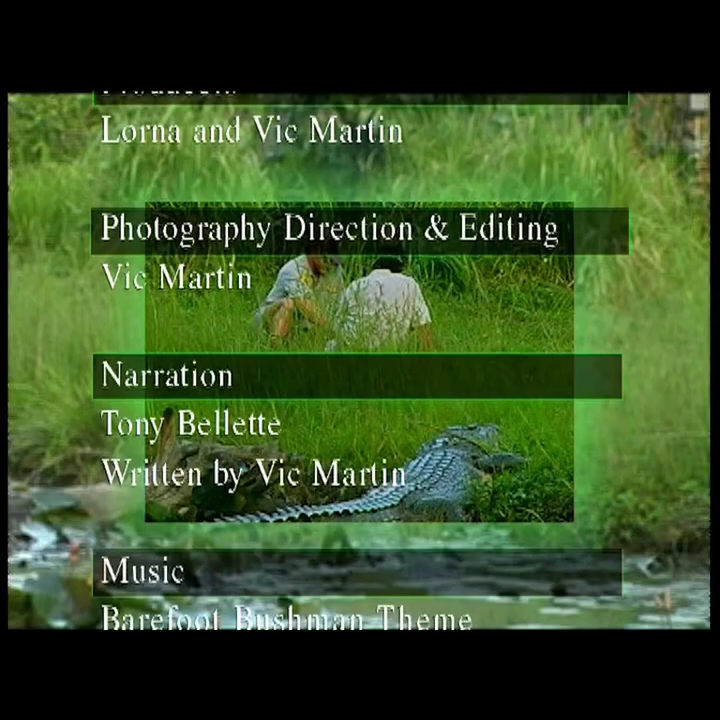 Lorna and Vic Martin
Photography Direction & Editing
Vic Martin
Narration
Tony Bellette
Written by Vic Martin
Music
Barefoot Bushman Theme